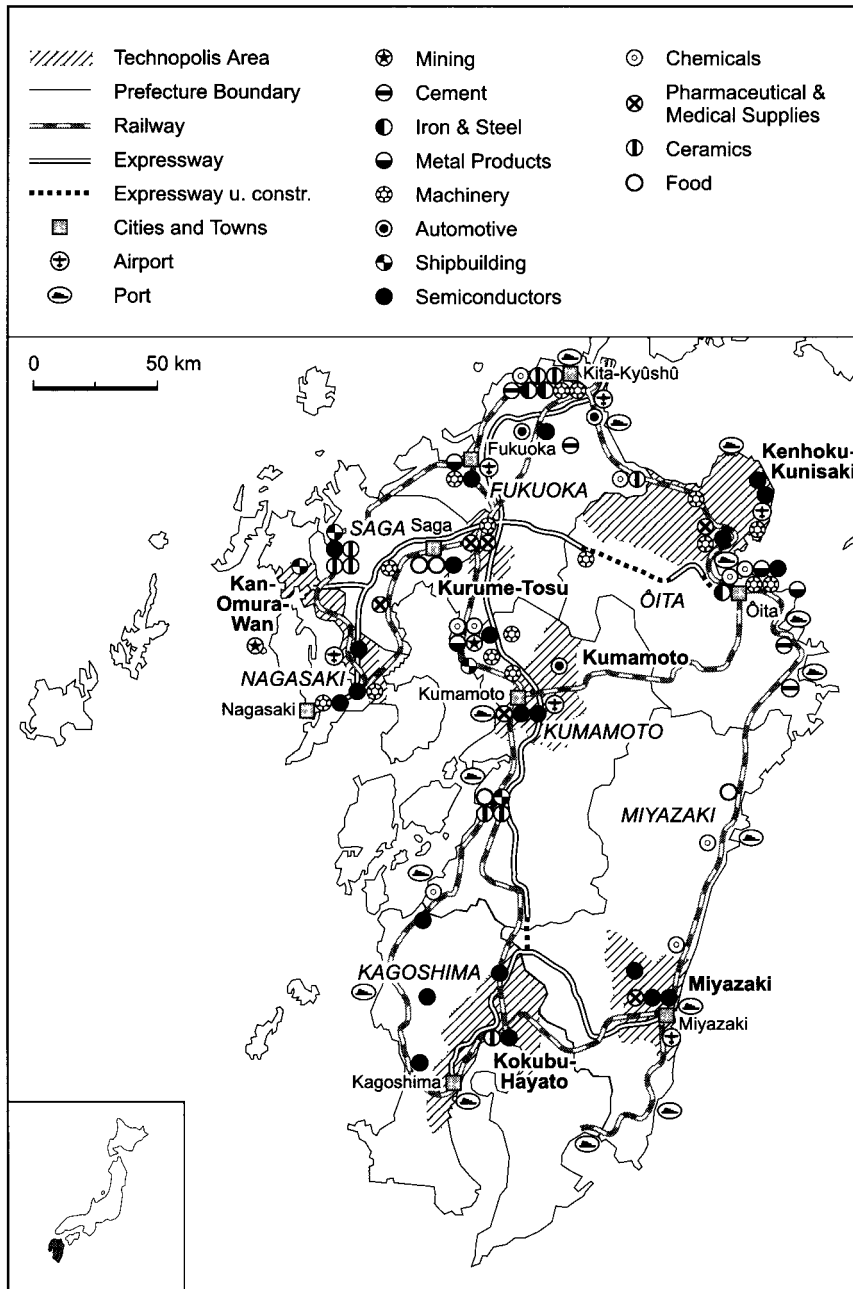 Technopolis Area
Prefecture Boundary
Railway
Expressway
Expressway u. constr.
Cities and Towns
Airport
Port
Mining
Cement
Iron & Steel
Metal Products
Machinery
Automotive
Shipbuilding
Semiconductors
Chemicals
Pharmaceutical &
Medical Supplies
Ceramics
Food
0 50 km
Kita-Kyûshû
Fukuoka
FUKUOKA
Kenhoku-
Kunisaki
SAGA
Saga
Kan-
Omura-
Wan
Kurume-Tosu
ÔITA
Ôita
NAGASAKI
Nagasaki
Kumamoto
Kumamoto
KUMAMOTO
MIYAZAKI
KAGOSHIMA
Miyazaki
Miyazaki
Kokubu-
Hayato
Kagoshima